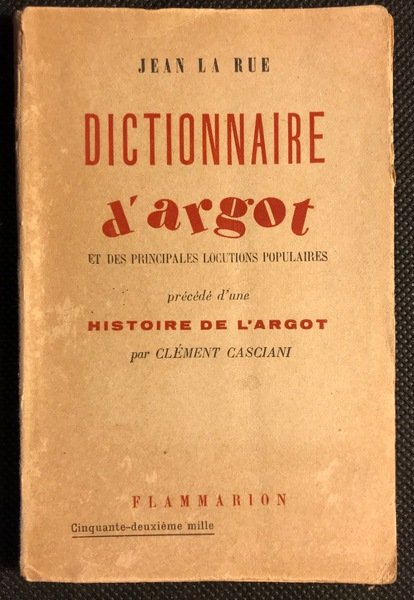 JEAN LA RUE
DICTIONNAIRE
d'argot
ET DES PRINCIPALES LOCUTIONS POPULAIRES
précédé d'une
HISTOIRE DE L'ARGOT
par CLÉMENT CASCIANI
FLAMMARION
Cinquante-deuxième mille